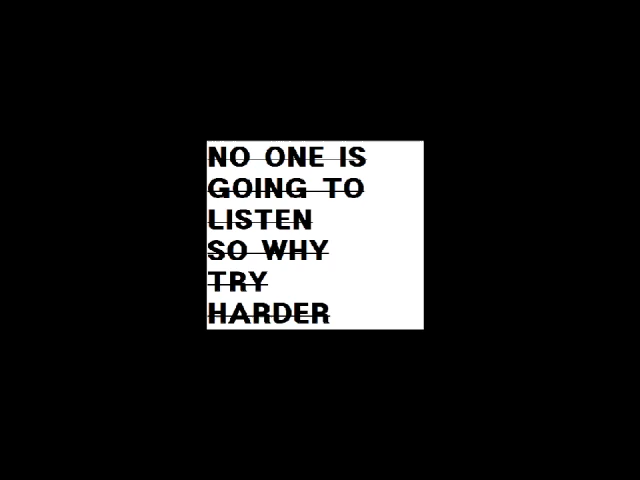 NO ONE IS
GOING TO
LISTEN
SO WHY
TRY
HARDER